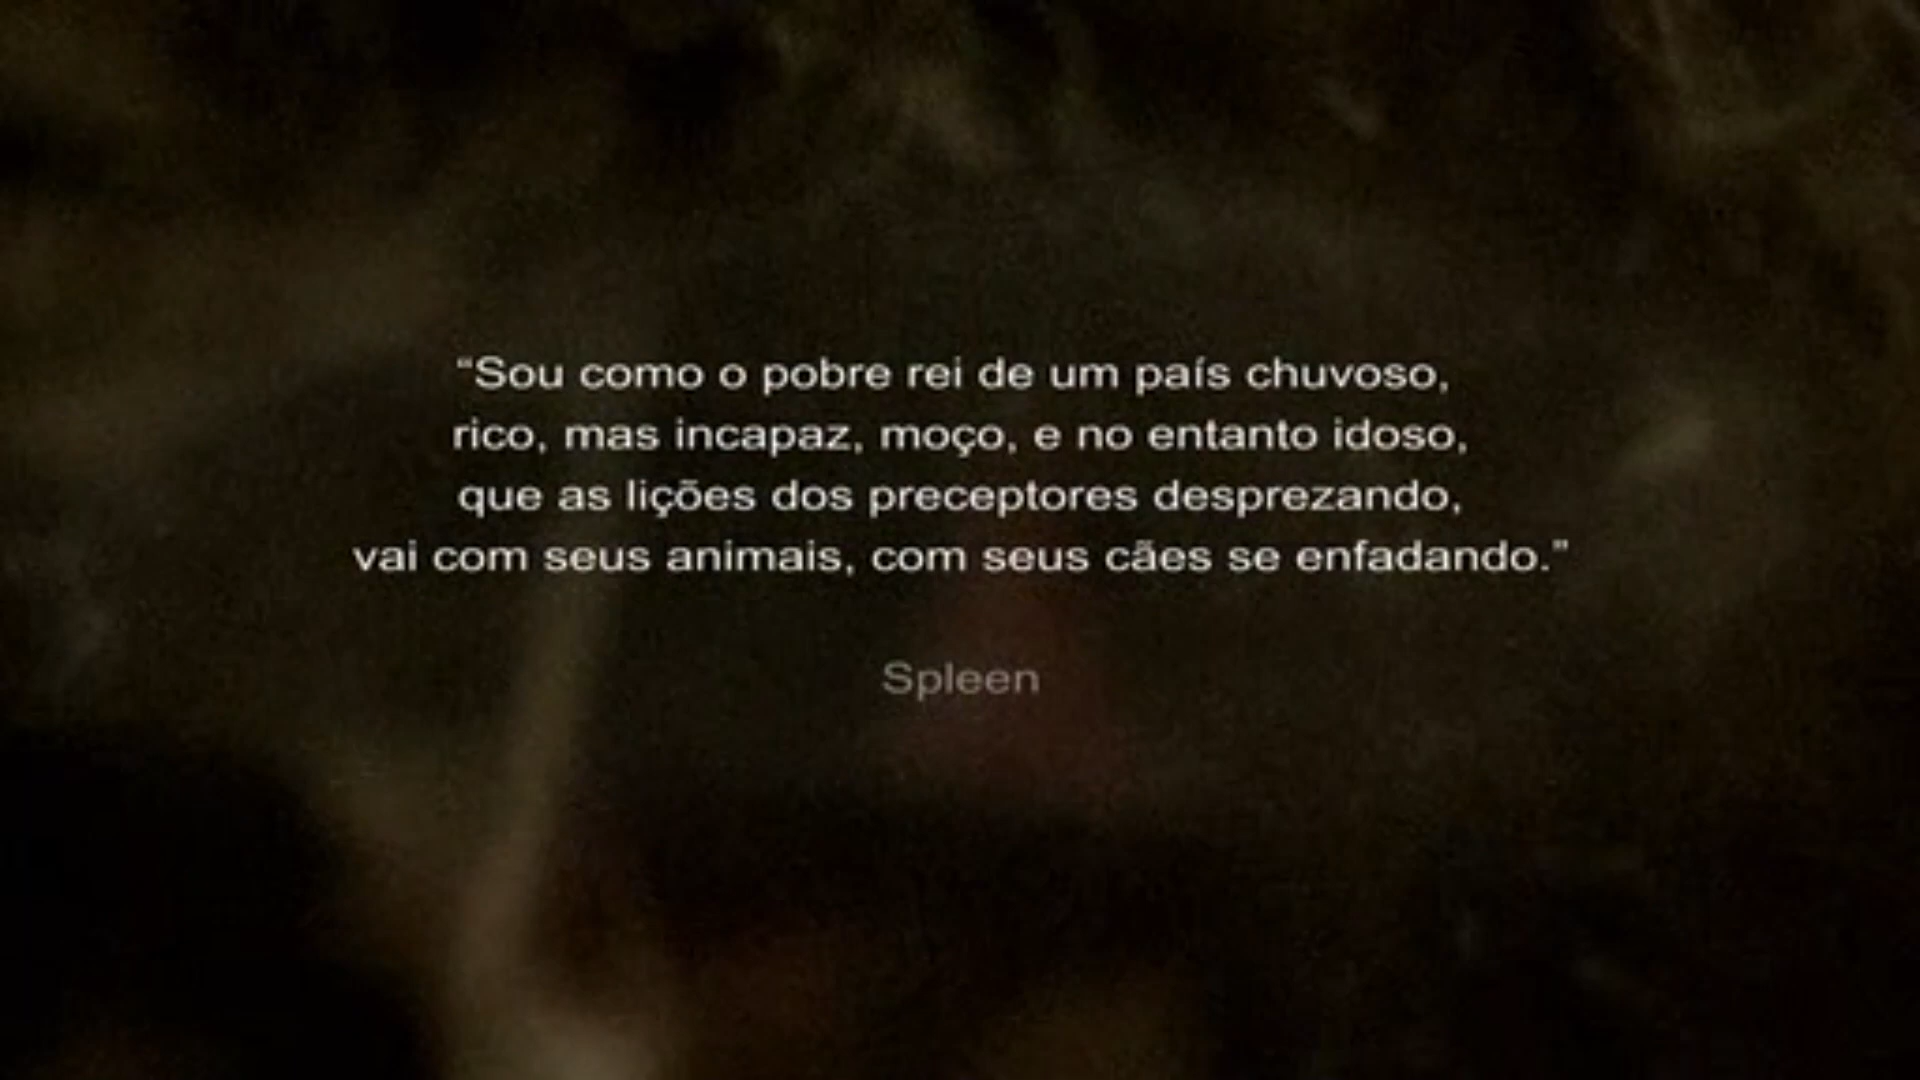 “Sou como o pobre rei de um país chuvoso,
rico, mas incapaz, moço, e no entanto idoso,
que as lições dos preceptores desprezando,
vai com seus animais, com seus cães se enfadando.”
Spleen